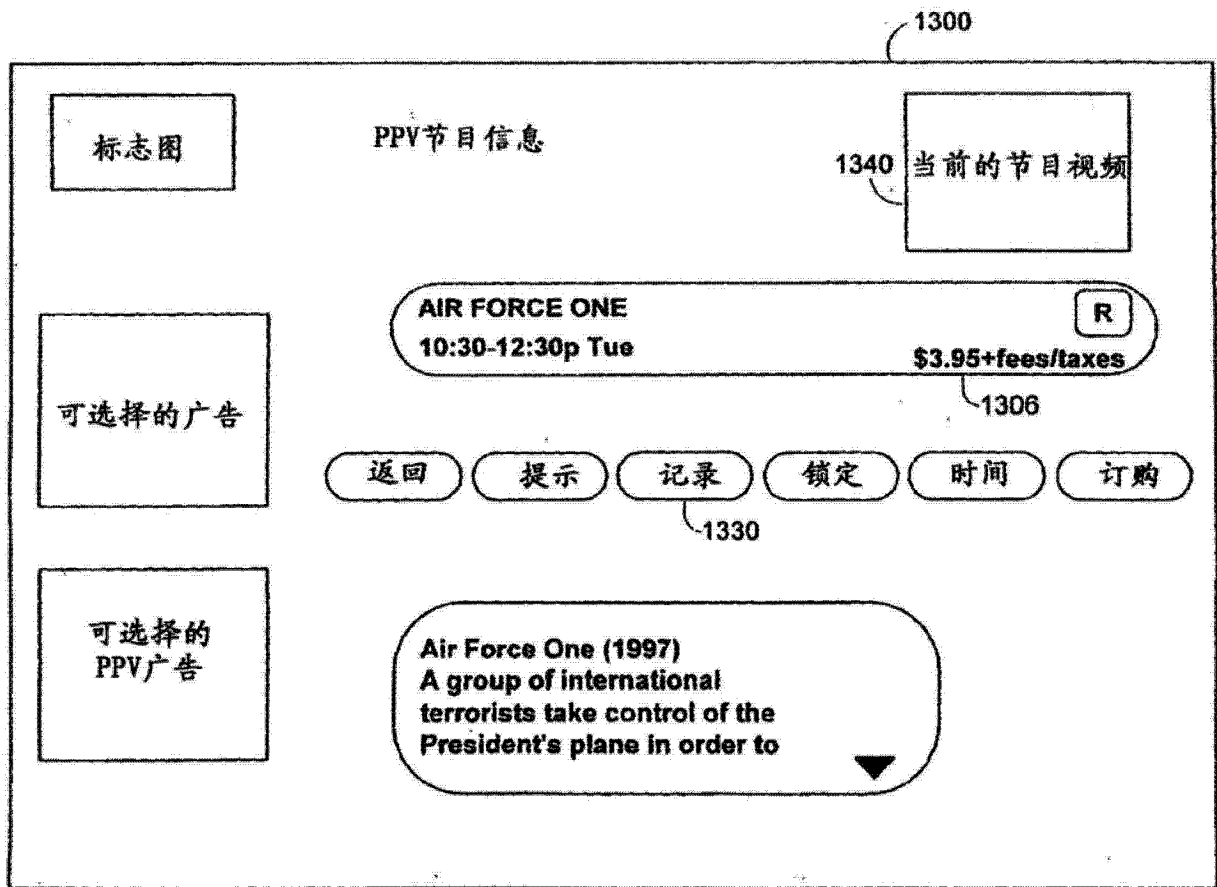 1300
标志图
PPV节目信息
1340
当前的节目视频
AIR FORCE ONE
R
10:30-12:30p Tue
$3.95+fees/taxes
1306
可选择的广告
返回
提示
记录
锁定
时间
订购
1330
可选择的
PPV广告
Air Force One (1997)
A group of international
terrorists take control of the
President's plane in order to